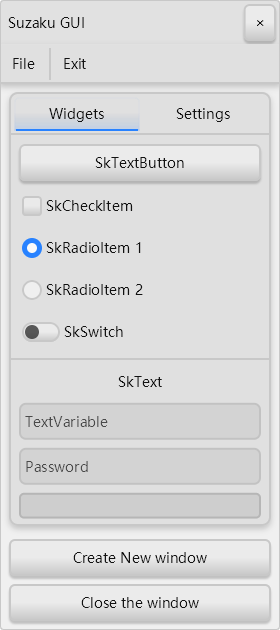 Suzaku GUI ×
File Exit
Widgets Settings
SkTextButton
SkCheckItem
SkRadioItem 1
SkRadioItem 2
SkSwitch
SkText
TextVariable
Password
Create New window
Close the window